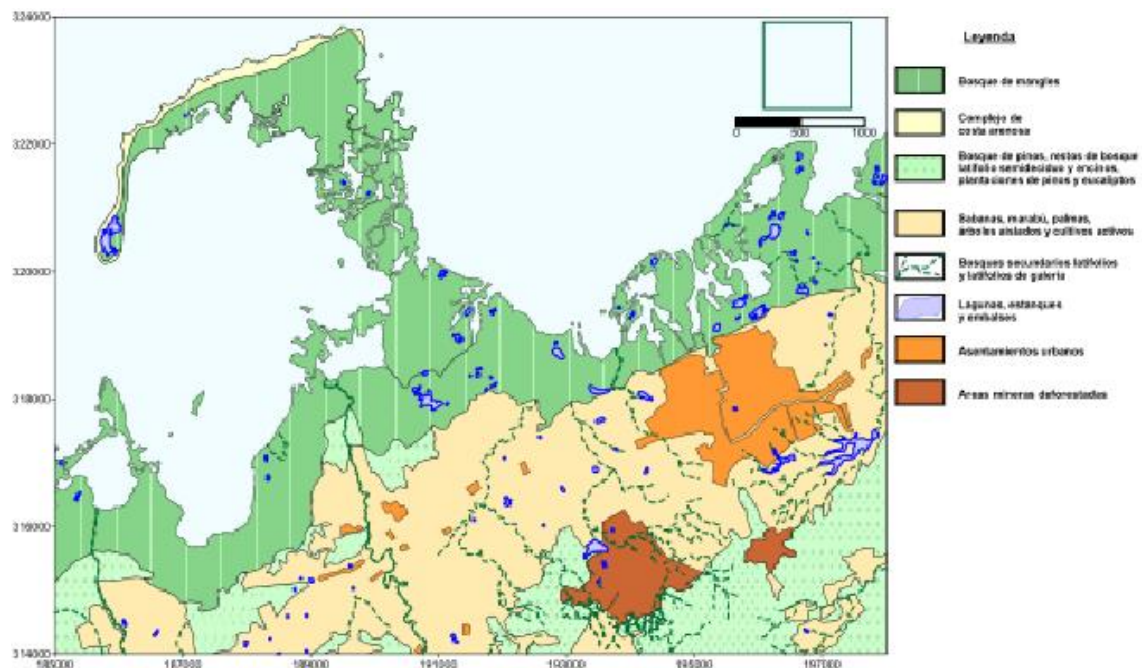 324000
Leyenda
Bosque de mangles
Complejo de
costa arenosa
0 500 1000
322000
Bosque de pinos, restos de bosque
latifolio semideciduo y encinos,
plantaciones de pinos y eucaliptos
Sabanas, marabú, palmas,
árboles aislados y cultivos activos
320000
Bosques secundarios latifolios
y latifolios de galería
Lagunas, estanques
y embalses
Asentamientos urbanos
318000
Areas mineras deforestadas
316000
314000
185000 187000 189000 191000 193000 195000 197000